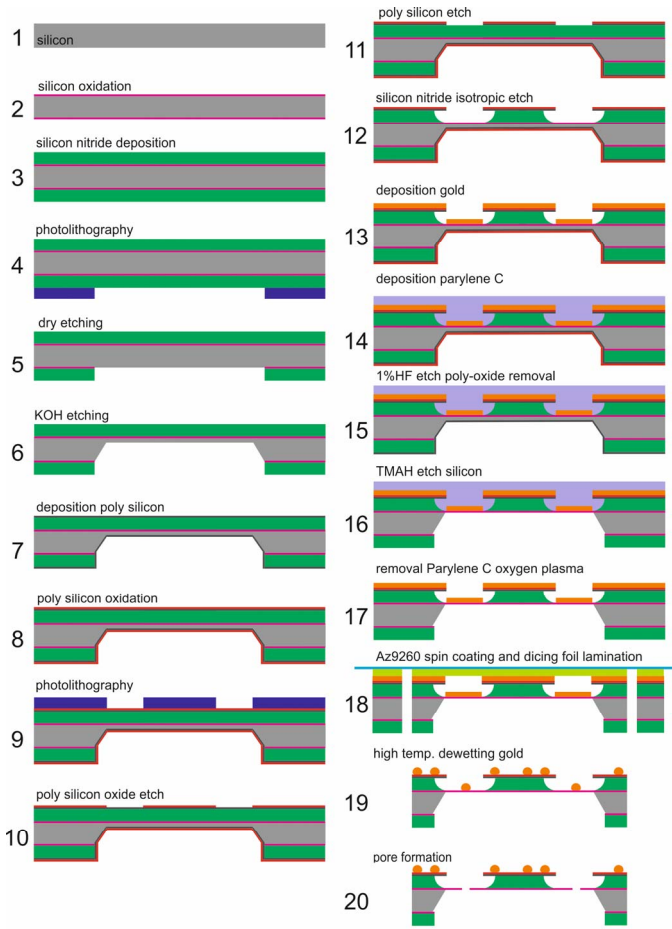 1
silicon
silicon oxidation
2
silicon nitride deposition
3
photolithography
4
dry etching
5
KOH etching
6
deposition poly silicon
7
poly silicon oxidation
8
photolithography
9
poly silicon oxide etch
10
poly silicon etch
11
silicon nitride isotropic etch
12
deposition gold
13
deposition parylene C
14
1%HF etch poly-oxide removal
15
TMAH etch silicon
16
removal Parylene C oxygen plasma
17
Az9260 spin coating and dicing foil lamination
18
high temp. dewetting gold
19
pore formation
20